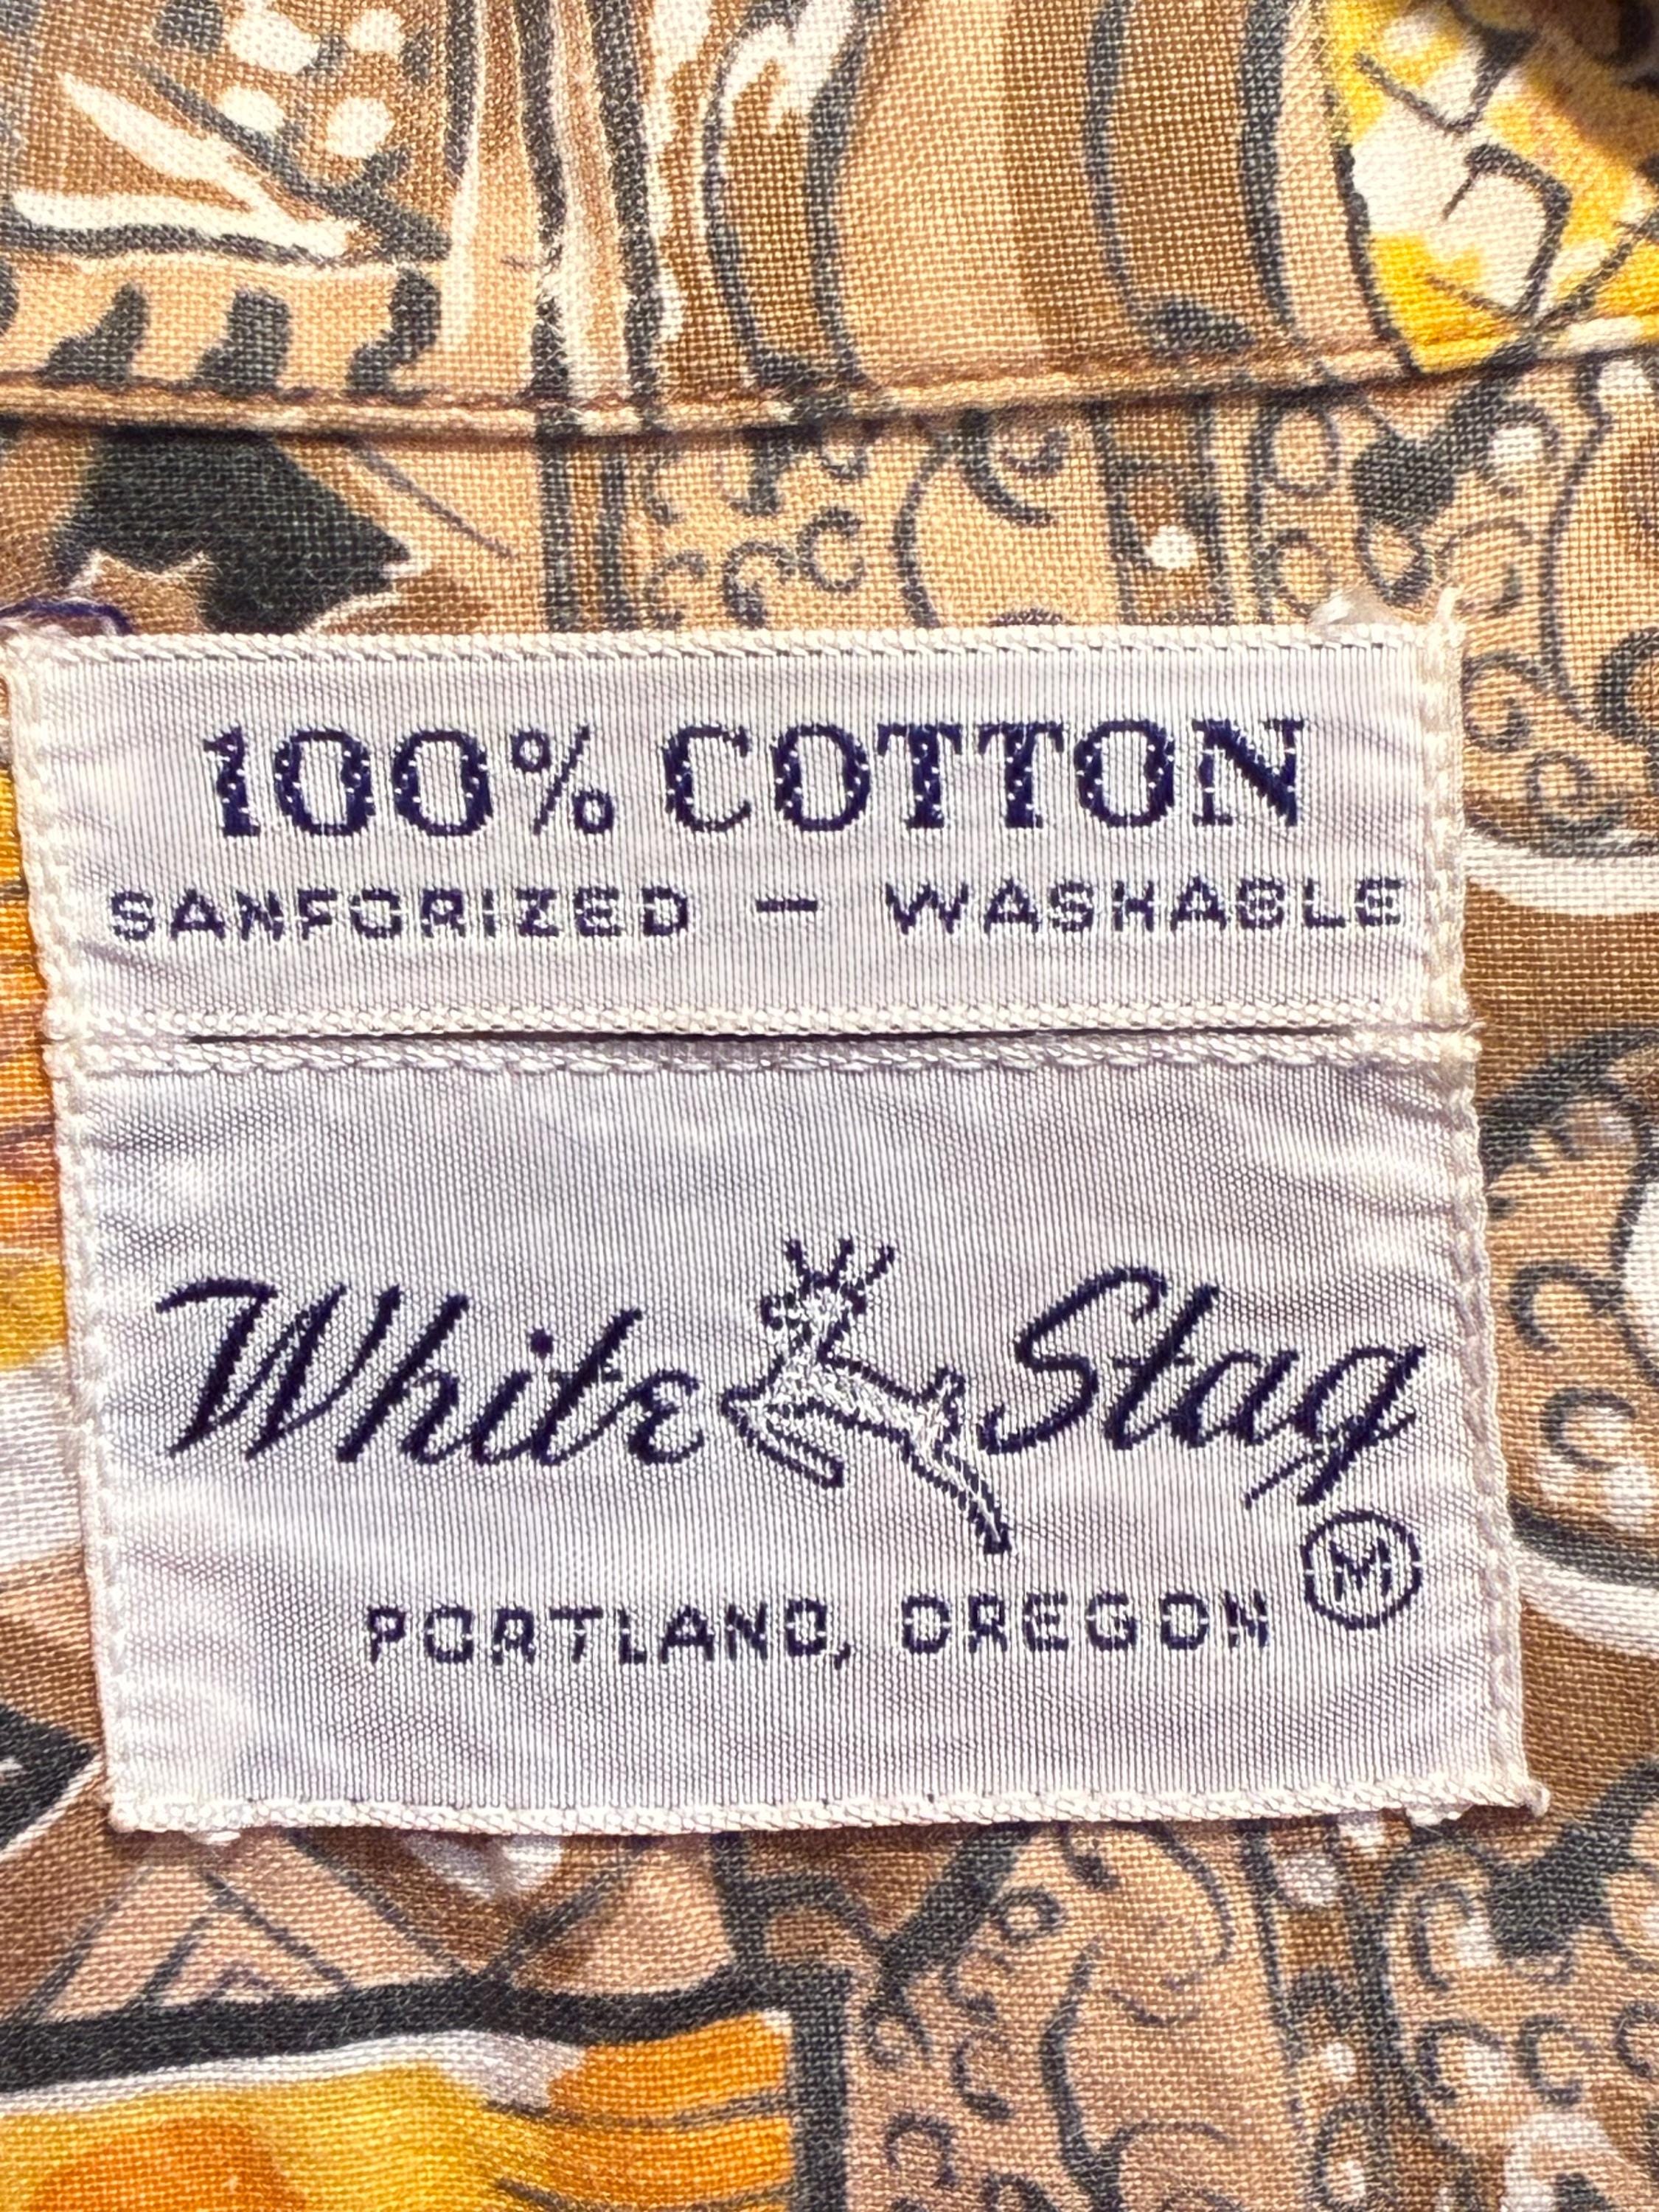 100% COTTON
SANFORIZED — WASHABLE
White Stag
PORTLAND, OREGON Ⓜ